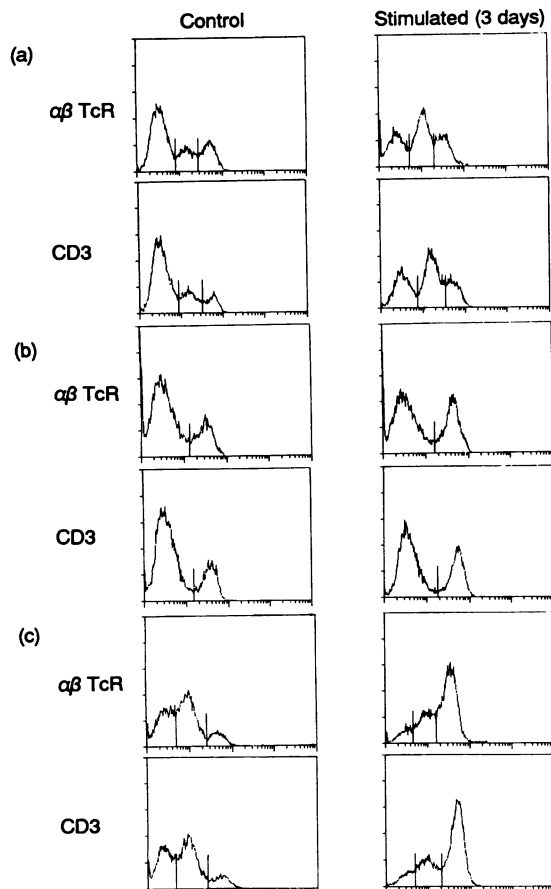 Control Stimulated (3 days)
(a)
αβ TcR
CD3
(b)
αβ TcR
CD3
(c)
αβ TcR
CD3